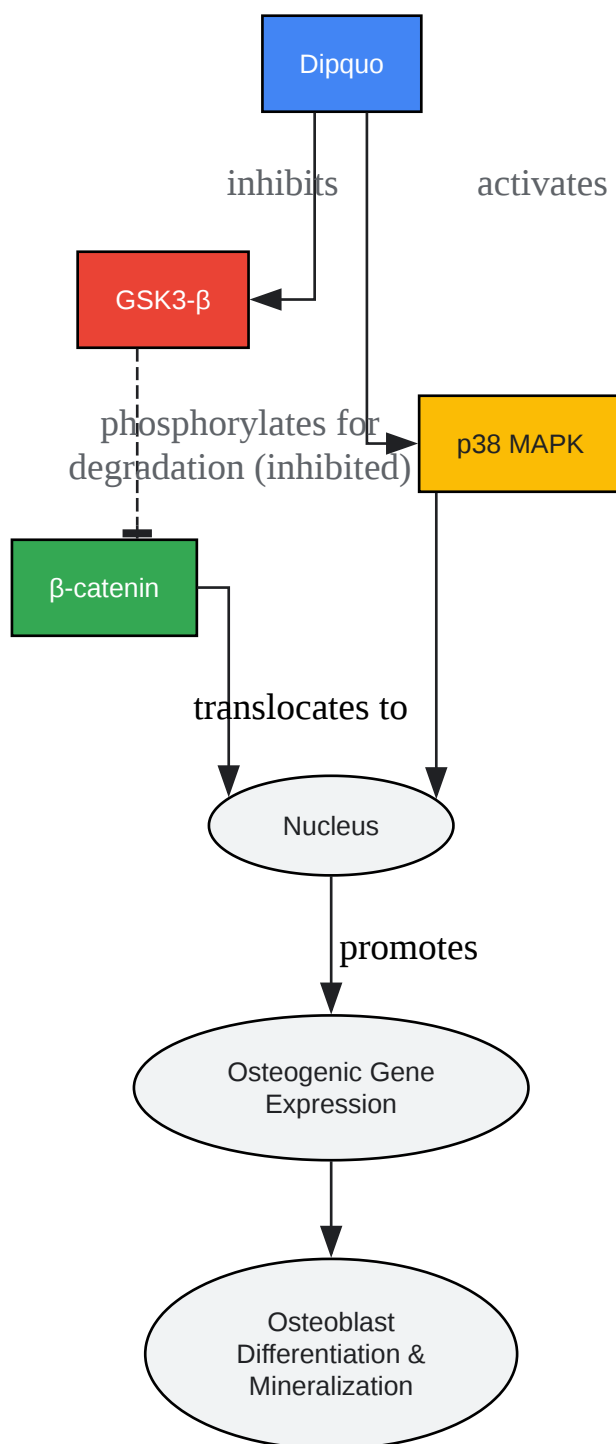 Dipquo
inhibits
activates
GSK3-β
phosphorylates for
degradation (inhibited)
p38 MAPK
β-catenin
translocates to
Nucleus
promotes
Osteogenic Gene
Expression
Osteoblast
Differentiation &
Mineralization